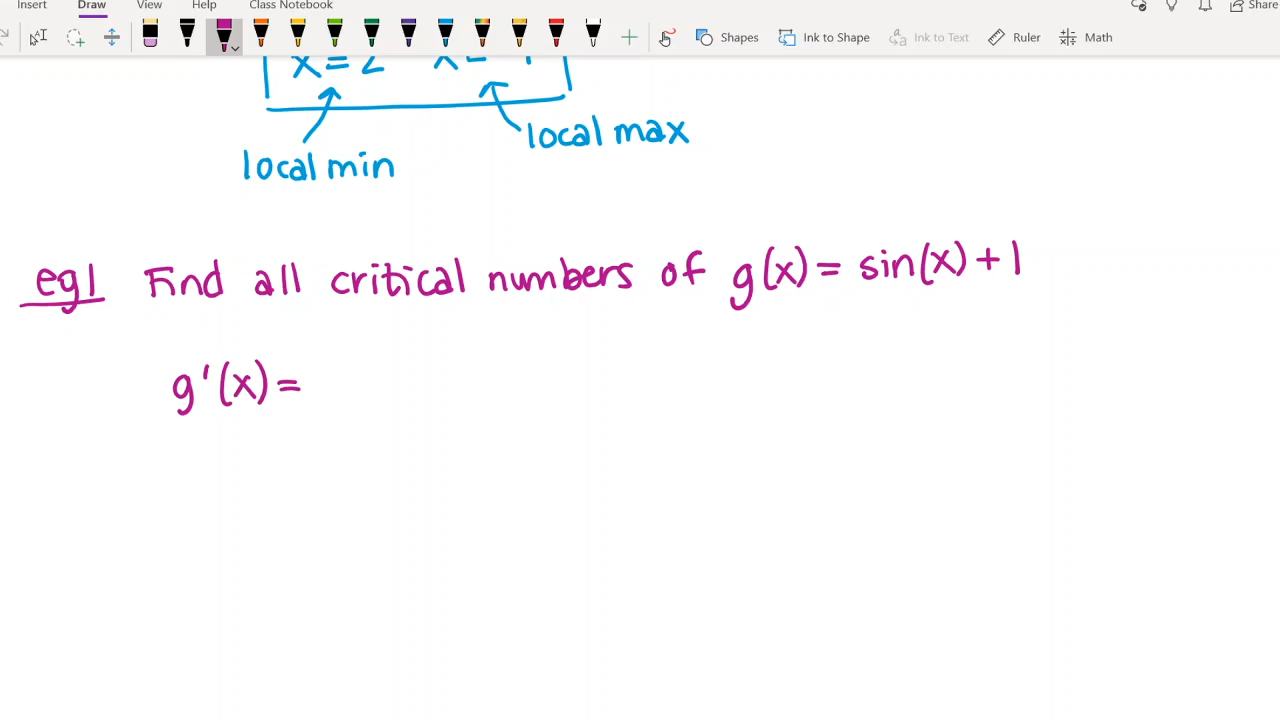 Insert Draw View Help Class Notebook Share
Shapes Ink to Shape Ink to Text Ruler Math
x = 2
local max
local min
eg1 Find all critical numbers of g(x) = sin(x) + 1
g'(x) =